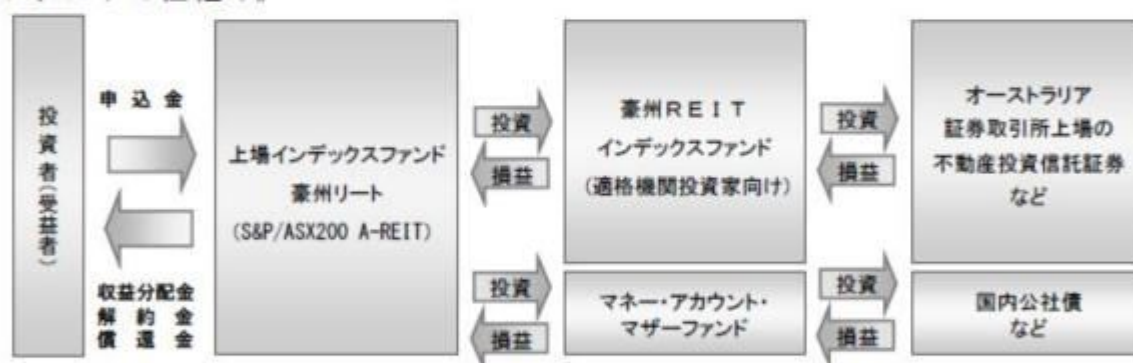 投資者(受益者)
申込金
収益分配金
解約金
償還金
上場インデックスファンド
豪州リート
(S&P/ASX200 A-REIT)
投資
損益
投資
損益
豪州REIT
インデックスファンド
(適格機関投資家向け)
マネー・アカウント・
マザーファンド
投資
損益
投資
損益
オーストラリア
証券取引所上場の
不動産投資信託証券
など
国内公社債
など